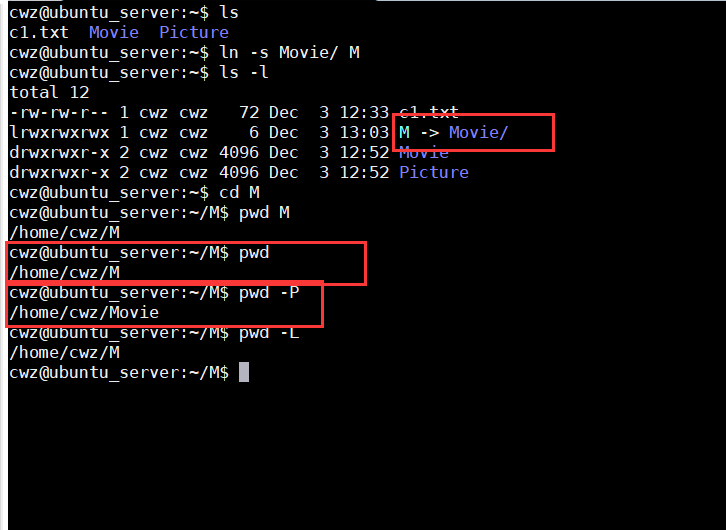 cwz@ubuntu_server:~$ ls
c1.txt  Movie  Picture
cwz@ubuntu_server:~$ ln -s Movie/ M
cwz@ubuntu_server:~$ ls -l
total 12
-rw-rw-r-- 1 cwz cwz   72 Dec  3 12:33 c1.txt
lrwxrwxrwx 1 cwz cwz    6 Dec  3 13:03 M -> Movie/
drwxrwxr-x 2 cwz cwz 4096 Dec  3 12:52 Movie
drwxrwxr-x 2 cwz cwz 4096 Dec  3 12:52 Picture
cwz@ubuntu_server:~$ cd M
cwz@ubuntu_server:~/M$ pwd M
/home/cwz/M
cwz@ubuntu_server:~/M$ pwd
/home/cwz/M
cwz@ubuntu_server:~/M$ pwd -P
/home/cwz/Movie
cwz@ubuntu_server:~/M$ pwd -L
/home/cwz/M
cwz@ubuntu_server:~/M$